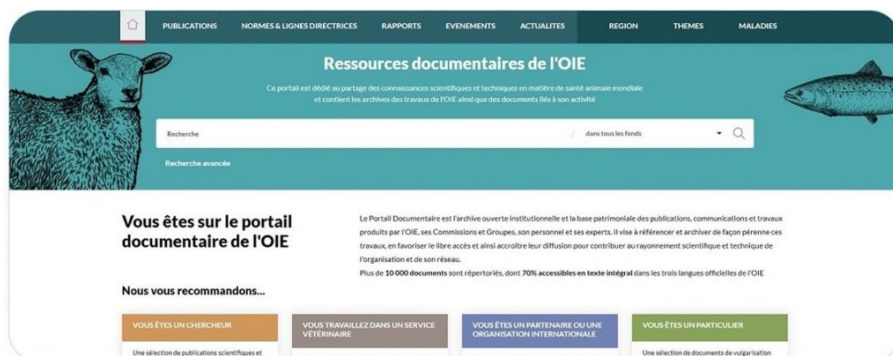 PUBLICATIONS NORMES & LIGNES DIRECTRICES RAPPORTS EVENEMENTS ACTUALITES REGION THEMES MALADIES
Ressources documentaires de l'OIE
Ce portail est dédié au partage des connaissances scientifiques et techniques en matière de santé animale mondiale
et contient les archives des travaux de l'OIE ainsi que des documents liés à son activité
Recherche / dans tous les fonds
Recherche avancée
Vous êtes sur le portail
documentaire de l'OIE
Le Portail Documentaire est l'archive ouverte institutionnelle et la base patrimoniale des publications, communications et travaux
produits par l'OIE, ses Commissions et Groupes, son personnel et ses experts. Il vise à référencer et archiver de façon pérenne ces
travaux, en favoriser le libre accès et ainsi accroître leur diffusion pour contribuer au rayonnement scientifique et technique de
l'organisation et de son réseau.
Plus de 10 000 documents sont répertoriés, dont 70% accessibles en texte intégral dans les trois langues officielles de l'OIE
Nous vous recommandons...
VOUS ÊTES UN CHERCHEUR
Une sélection de publications scientifiques et
VOUS TRAVAILLEZ DANS UN SERVICE
VÉTÉRINAIRE
VOUS ÊTES UN PARTENAIRE OU UNE
ORGANISATION INTERNATIONALE
VOUS ÊTES UN PARTICULIER
Une sélection de documents de vulgarisation